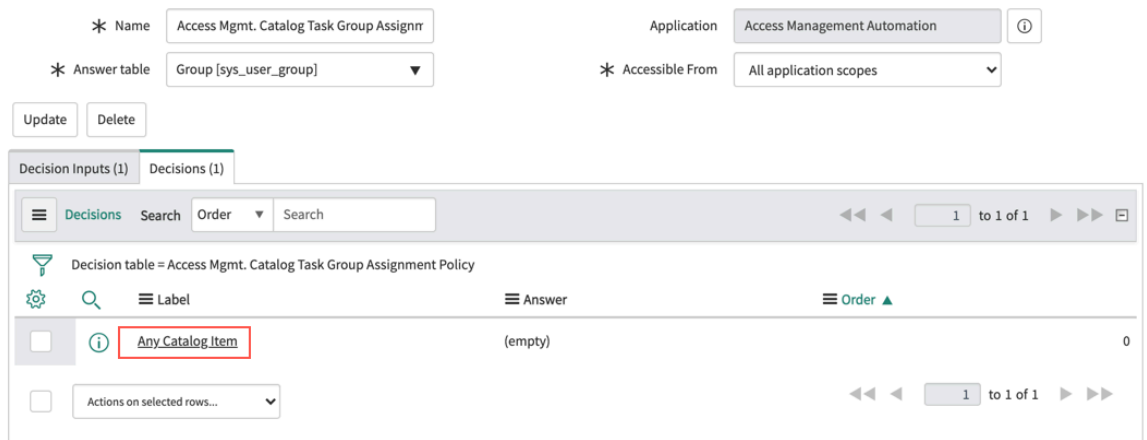 Name Access Mgmt. Catalog Task Group Assignm Application Access Management Automation
Answer table Group [sys_user_group] Accessible From All application scopes
Update Delete
Decision Inputs (1) Decisions (1)
Decisions Search Order Search 1 to 1 of 1
Decision table = Access Mgmt. Catalog Task Group Assignment Policy
Label Answer Order
Any Catalog Item (empty) 0
Actions on selected rows... 1 to 1 of 1